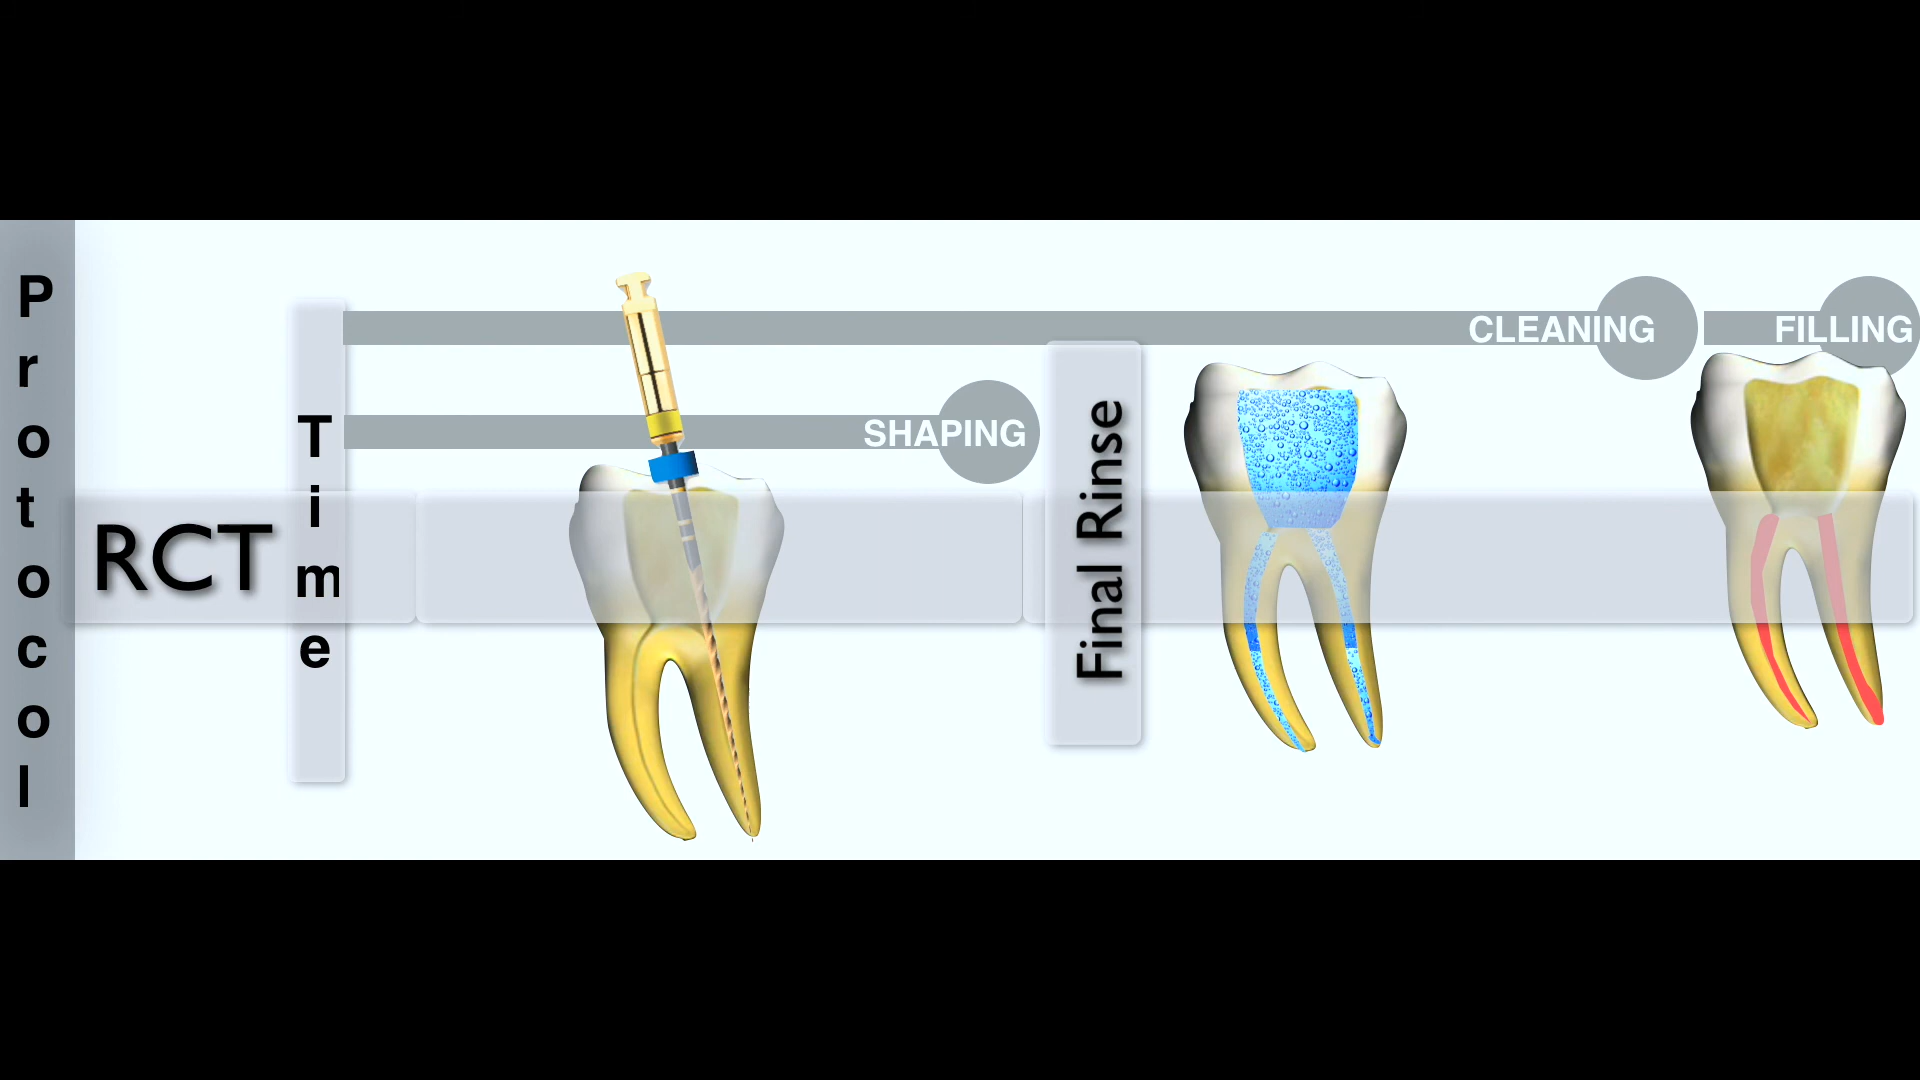 Protocol
RCT
Time
CLEANING
FILLING
SHAPING
Final Rinse